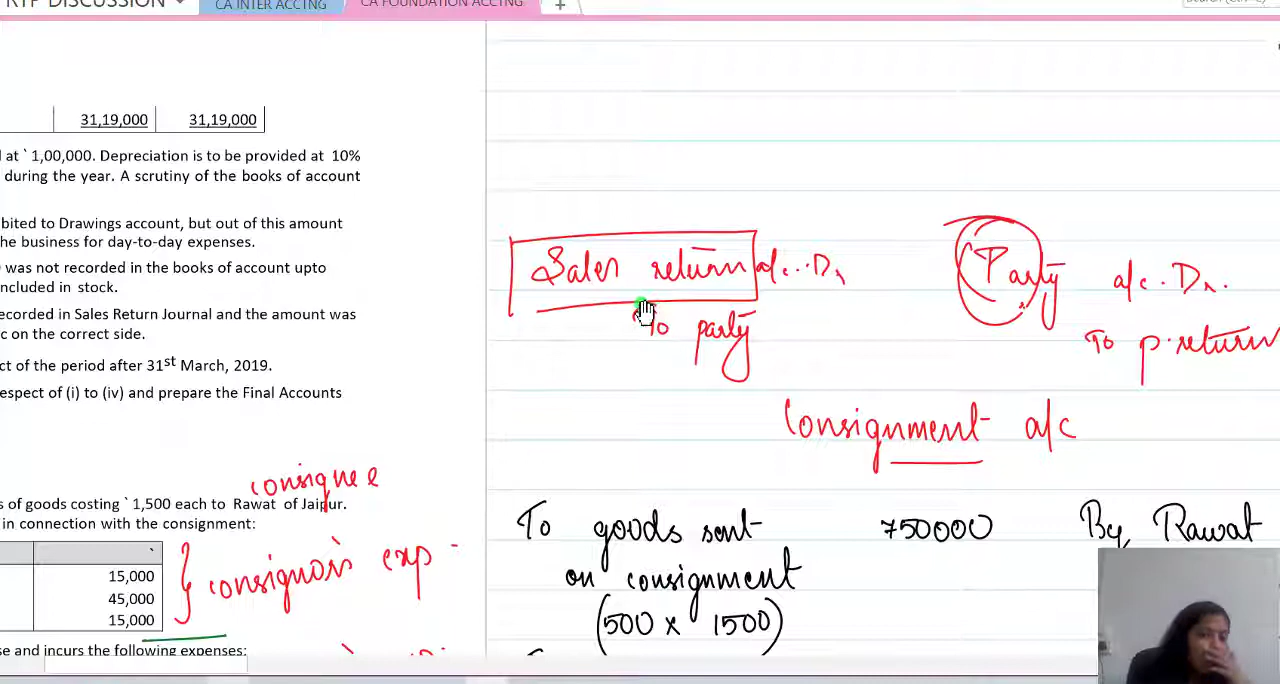 RTP DISCUSSION
CA INTER ACCTNG
CA FOUNDATION ACCTNG
31,19,000 31,19,000
at ` 1,00,000. Depreciation is to be provided at 10%
during the year. A scrutiny of the books of account
bited to Drawings account, but out of this amount
he business for day-to-day expenses.
was not recorded in the books of account upto
ncluded in stock.
ecorded in Sales Return Journal and the amount was
c on the correct side.
ct of the period after 31st March, 2019.
espect of (i) to (iv) and prepare the Final Accounts
consignee
s of goods costing ` 1,500 each to Rawat of Jaipur.
in connection with the consignment:
`
15,000
45,000
15,000
consignor's exp
se and incurs the following expenses:
Sales return a/c..Dr
To party
Party a/c. Dr.
To p.return
Consignment a/c
To goods sent 750000 By Rawat
on consignment
(500 x 1500)